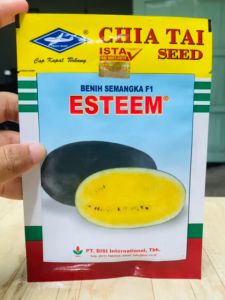 CHIA TAI
ISTA SEED
Cap Kapal Terbang
BENIH SEMANGKA F1
ESTEEM®
PT. BISI International, Tbk.